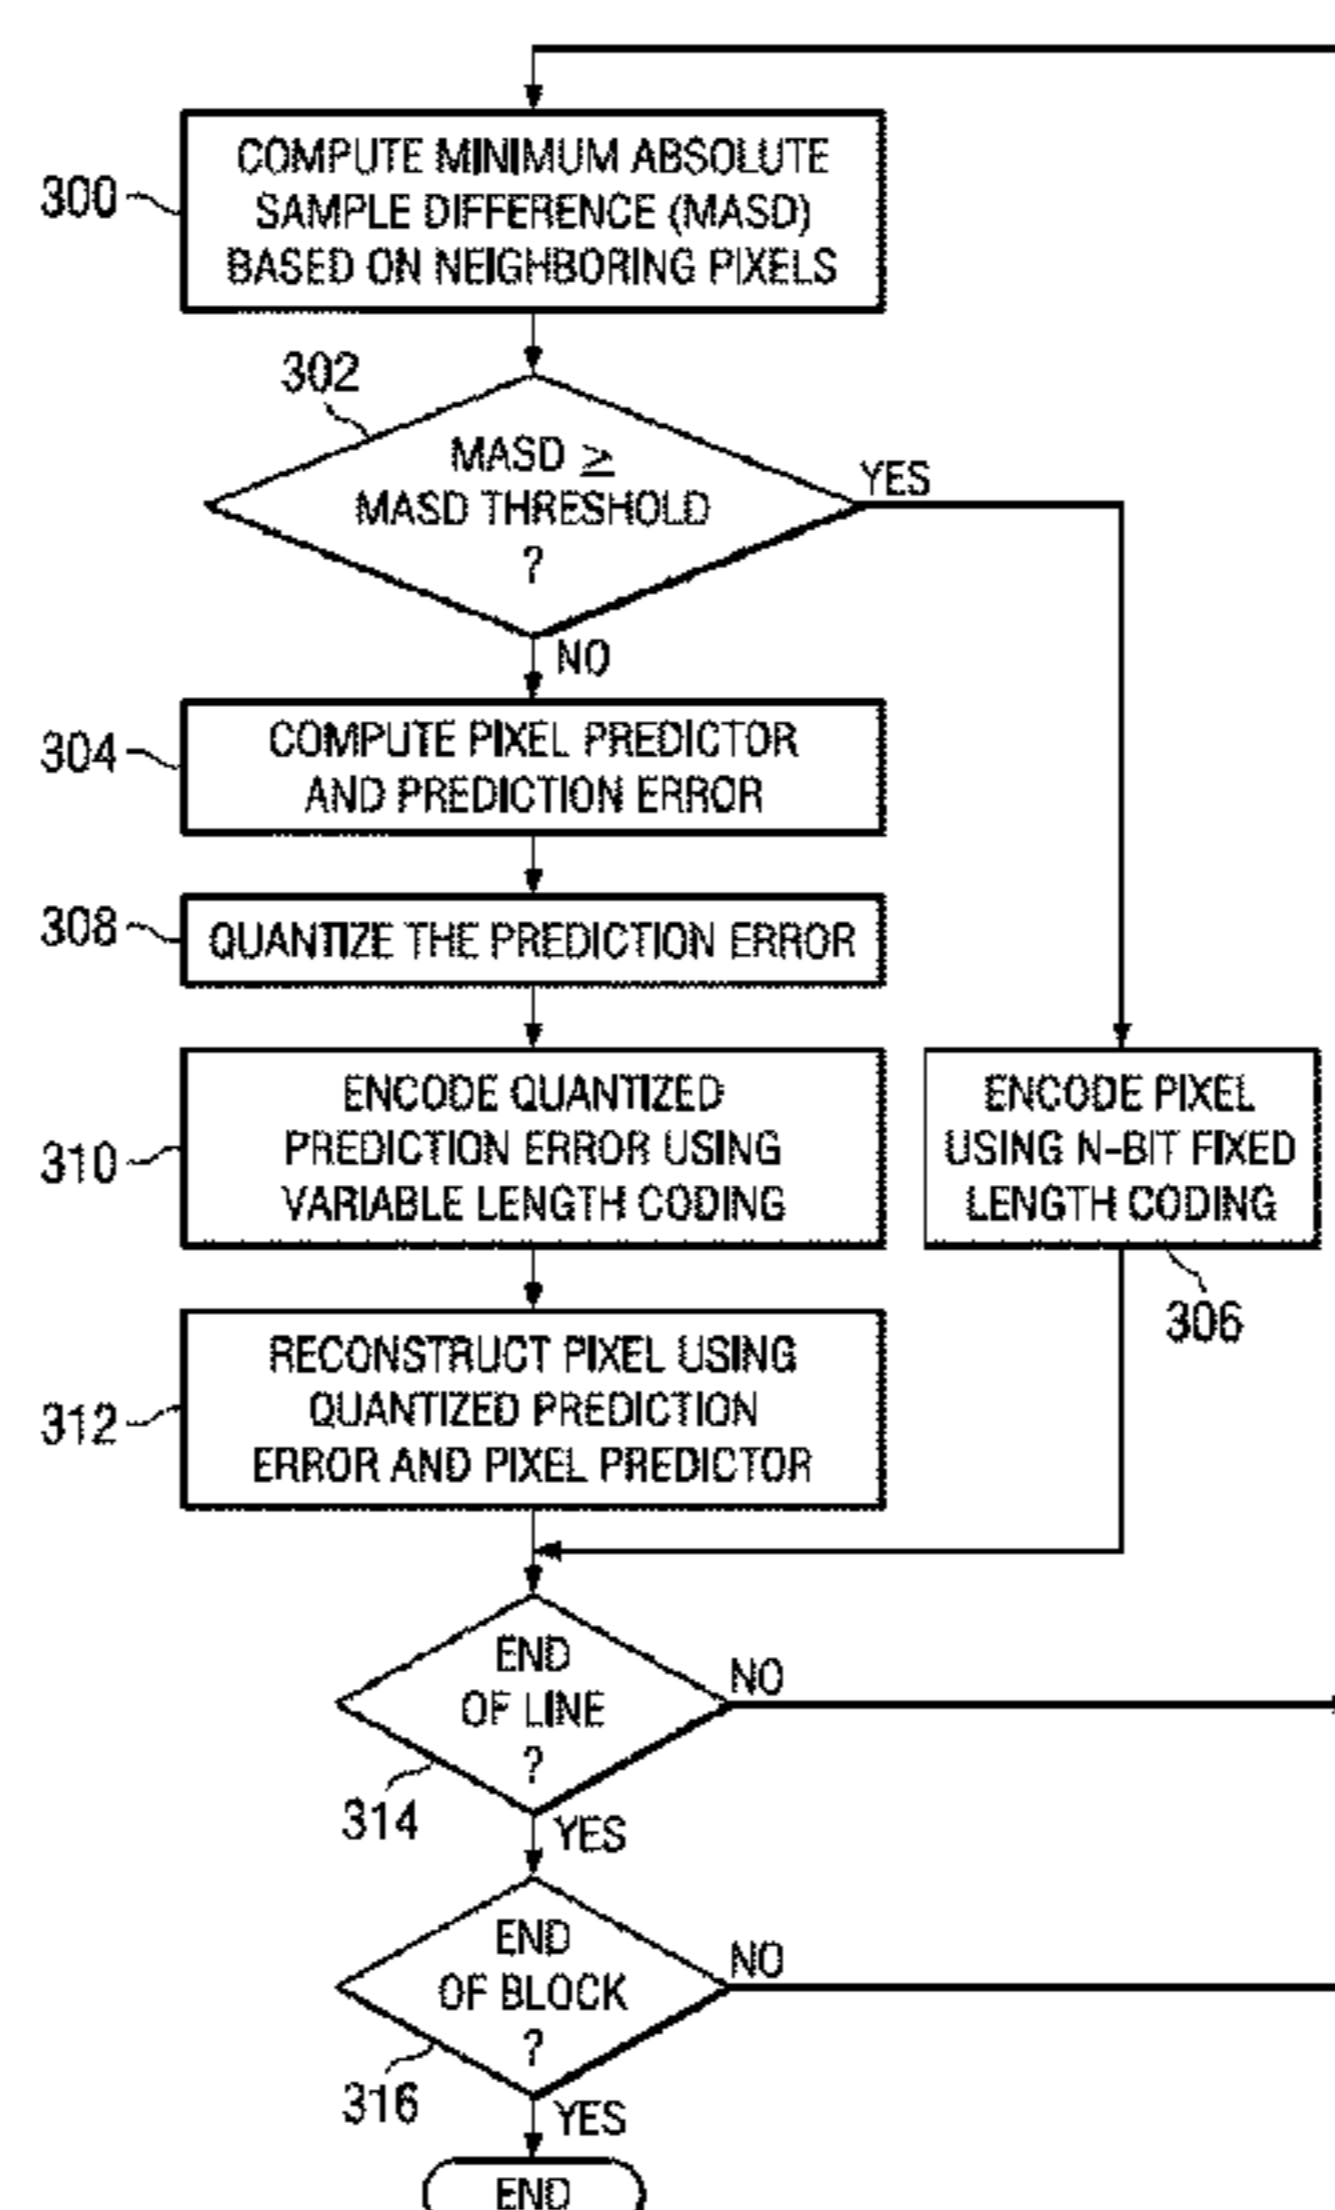 300
COMPUTE MINIMUM ABSOLUTE
SAMPLE DIFFERENCE (MASD)
BASED ON NEIGHBORING PIXELS
302
MASD ≥
MASD THRESHOLD
?
YES
NO
304
COMPUTE PIXEL PREDICTOR
AND PREDICTION ERROR
308
QUANTIZE THE PREDICTION ERROR
310
ENCODE QUANTIZED
PREDICTION ERROR USING
VARIABLE LENGTH CODING
ENCODE PIXEL
USING N-BIT FIXED
LENGTH CODING
306
312
RECONSTRUCT PIXEL USING
QUANTIZED PREDICTION
ERROR AND PIXEL PREDICTOR
END
OF LINE
?
NO
314
YES
END
OF BLOCK
?
NO
316
YES
END